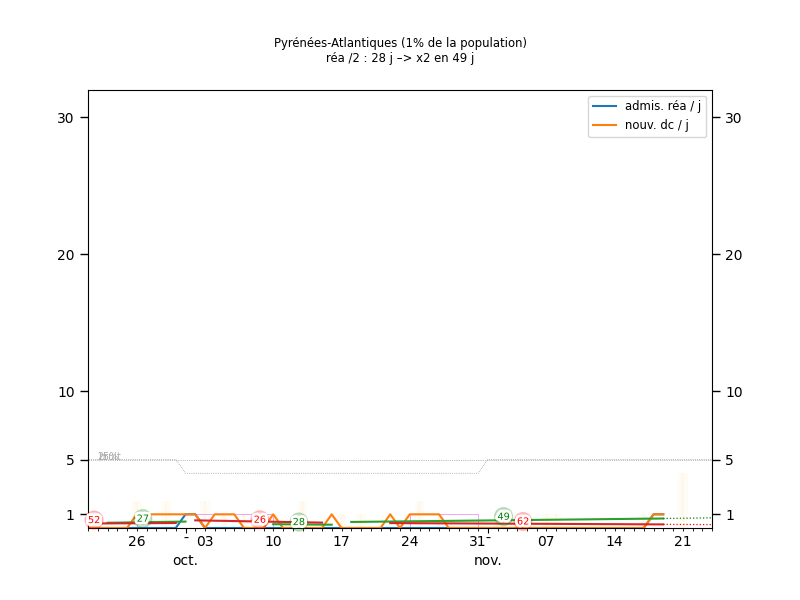 Pyrénées-Atlantiques (1% de la population)
réa /2 : 28 j –> x2 en 49 j
admis. réa / j
nouv. dc / j
30 30
20 20
10 10
5 5
1 1
52 27 26 28 49 62
26 - 03 10 17 24 31 07 14 21
oct. nov.